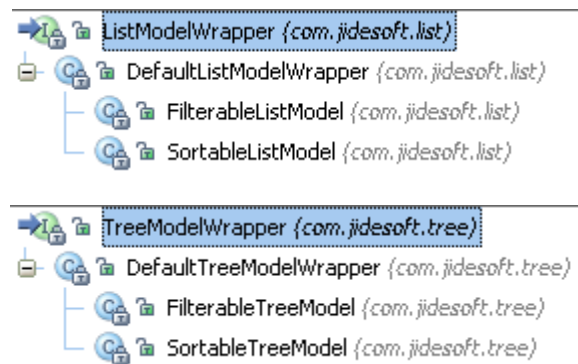 ListModelWrapper (com.jidesoft.list)
DefaultListModelWrapper (com.jidesoft.list)
FilterableListModel (com.jidesoft.list)
SortableListModel (com.jidesoft.list)
TreeModelWrapper (com.jidesoft.tree)
DefaultTreeModelWrapper (com.jidesoft.tree)
FilterableTreeModel (com.jidesoft.tree)
SortableTreeModel (com.jidesoft.tree)